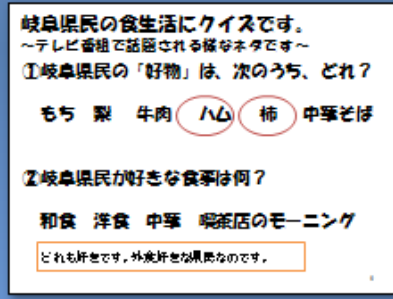 岐阜県民の食生活にクイズです。
~テレビ番組で話題される様なネタです~
①岐阜県民の「好物」は、次のうち、どれ?
もち 梨 牛肉 ハム 柿 中華そば
②岐阜県民が好きな食事は何?
和食 洋食 中華 喫茶店のモーニング
どれも好きです。外食好きな県民なのです。